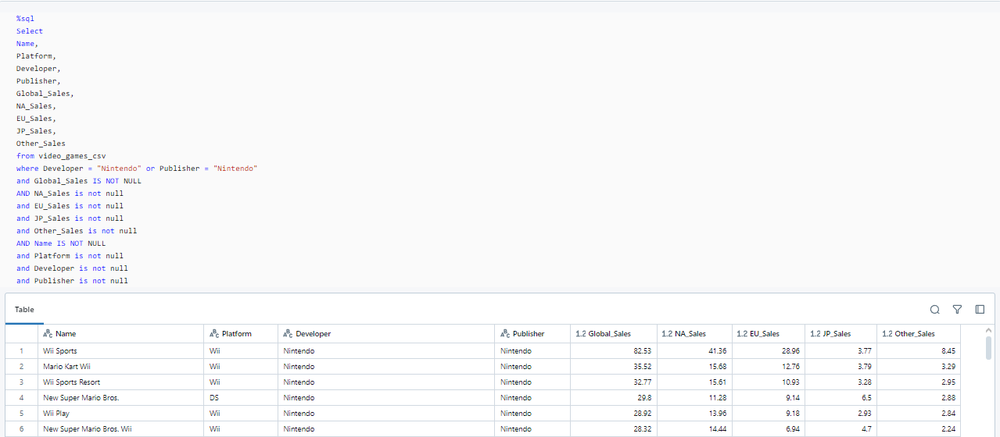 %sql
Select
Name,
Platform,
Developer,
Publisher,
Global_Sales,
NA_Sales,
EU_Sales,
JP_Sales,
Other_Sales
from video_games_csv
where Developer = "Nintendo" or Publisher = "Nintendo"
and Global_Sales IS NOT NULL
AND NA_Sales is not null
and EU_Sales is not null
and JP_Sales is not null
and Other_Sales is not null
AND Name IS NOT NULL
and Platform is not null
and Developer is not null
and Publisher is not null
Table
ABC Name ABC Platform ABC Developer ABC Publisher 1.2 Global_Sales 1.2 NA_Sales 1.2 EU_Sales 1.2 JP_Sales 1.2 Other_Sales
1 Wii Sports Wii Nintendo Nintendo 82.53 41.36 28.96 3.77 8.45
2 Mario Kart Wii Wii Nintendo Nintendo 35.52 15.68 12.76 3.79 3.29
3 Wii Sports Resort Wii Nintendo Nintendo 32.77 15.61 10.93 3.28 2.95
4 New Super Mario Bros. DS Nintendo Nintendo 29.8 11.28 9.14 6.5 2.88
5 Wii Play Wii Nintendo Nintendo 28.92 13.96 9.18 2.93 2.84
6 New Super Mario Bros. Wii Wii Nintendo Nintendo 28.32 14.44 6.94 4.7 2.24